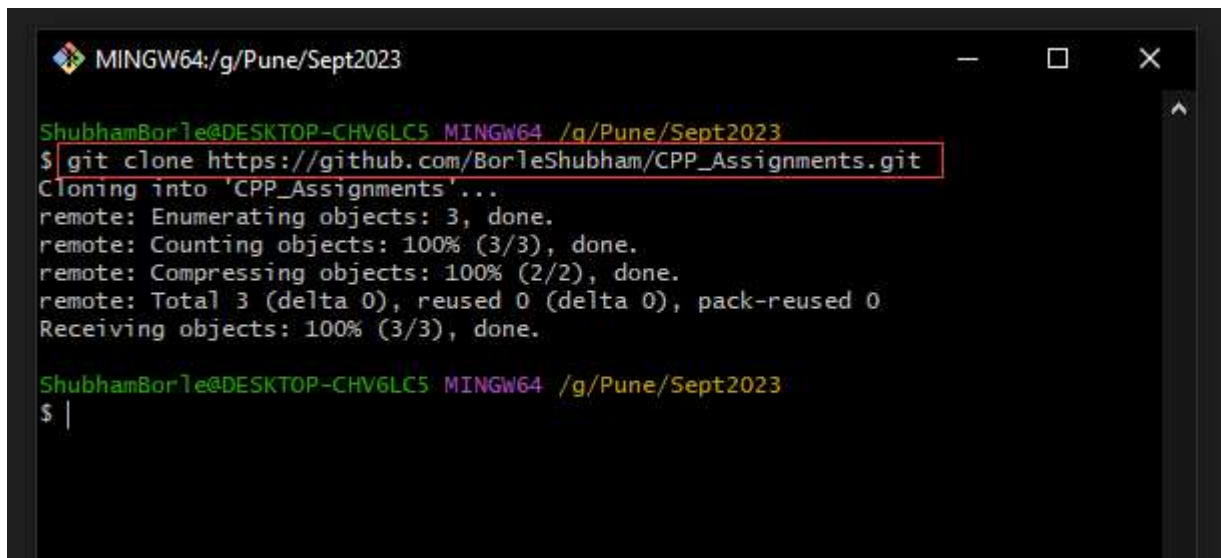 MINGW64:/g/Pune/Sept2023
ShubhamBorle@DESKTOP-CHV6LC5 MINGW64 /g/Pune/Sept2023
$ git clone https://github.com/BorleShubham/CPP_Assignments.git
Cloning into 'CPP_Assignments'...
remote: Enumerating objects: 3, done.
remote: Counting objects: 100% (3/3), done.
remote: Compressing objects: 100% (2/2), done.
remote: Total 3 (delta 0), reused 0 (delta 0), pack-reused 0
Receiving objects: 100% (3/3), done.
ShubhamBorle@DESKTOP-CHV6LC5 MINGW64 /g/Pune/Sept2023
$